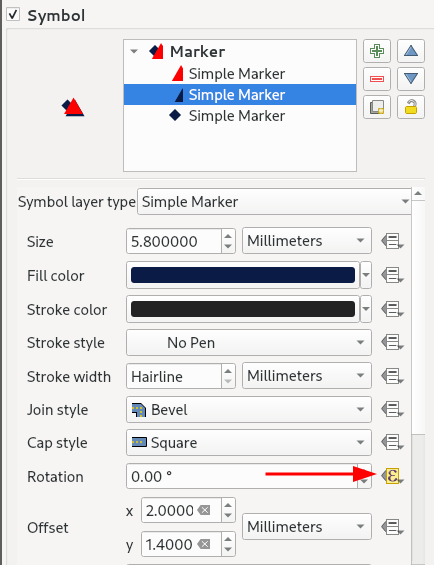 Symbol
Marker
Simple Marker
Simple Marker
Simple Marker
Symbol layer type Simple Marker
Size 5.800000 Millimeters
Fill color
Stroke color
Stroke style No Pen
Stroke width Hairline Millimeters
Join style Bevel
Cap style Square
Rotation 0.00 ° ε
x 2.0000
Offset Millimeters
y 1.4000